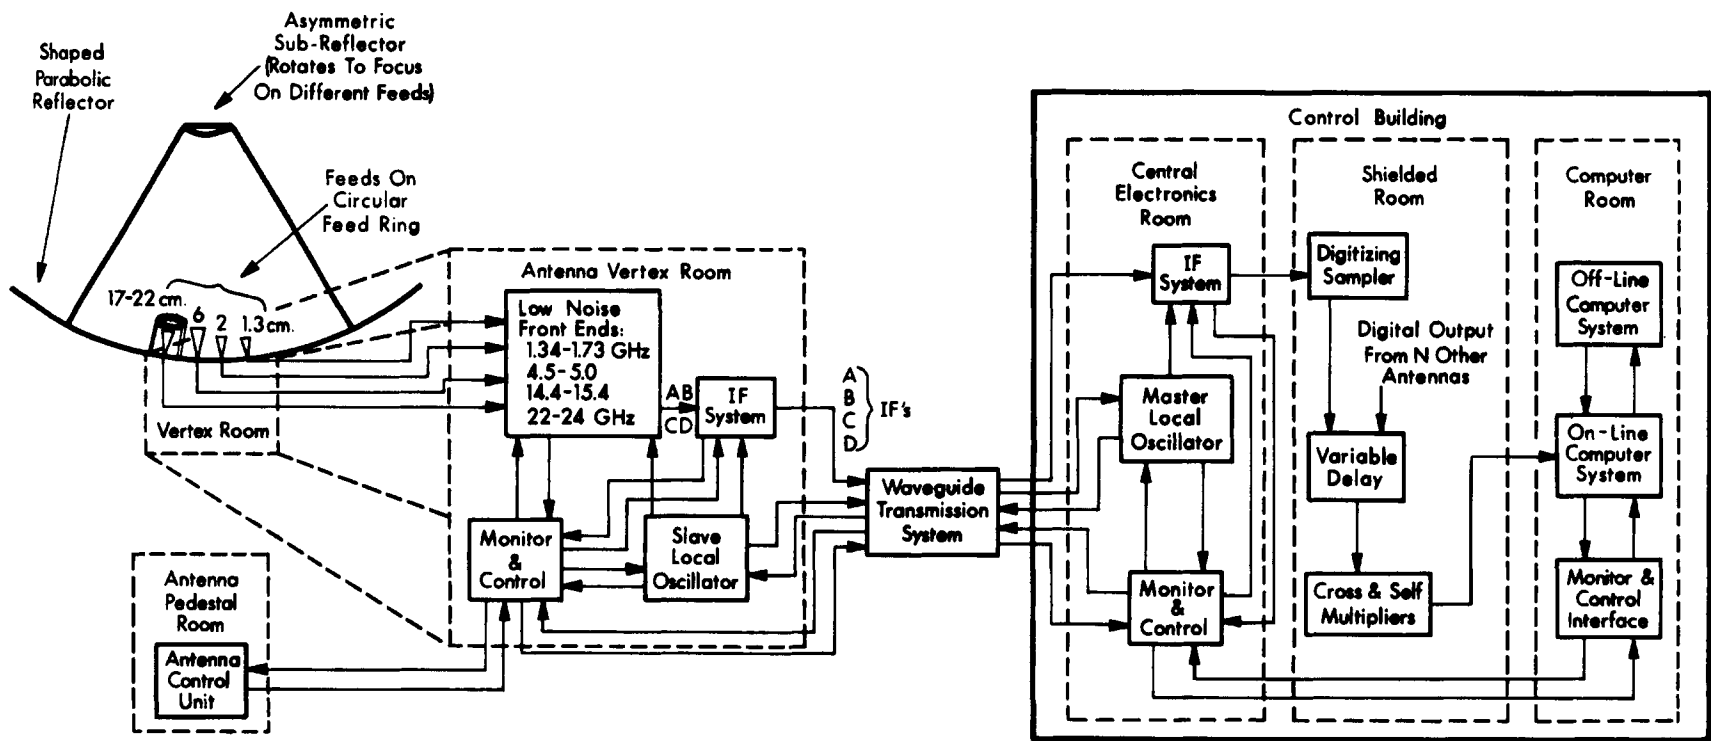 Asymmetric
Sub-Reflector
(Rotates To Focus
On Different Feeds)
Shaped
Parabolic
Reflector
Feeds On
Circular
Feed Ring
17-22 cm.
6
2
1.3 cm.
Vertex Room
Antenna Vertex Room
Low Noise
Front Ends:
1.34-1.73 GHz
4.5-5.0
14.4-15.4
22-24 GHz
AB
CD
IF
System
Monitor
&
Control
Slave
Local
Oscillator
Antenna
Pedestal
Room
Antenna
Control
Unit
A
B
C
D
IF's
Waveguide
Transmission
System
Control Building
Central
Electronics
Room
IF
System
Master
Local
Oscillator
Monitor
&
Control
Shielded
Room
Digitizing
Sampler
Digital Output
From N Other
Antennas
Variable
Delay
Cross & Self
Multipliers
Computer
Room
Off-Line
Computer
System
On-Line
Computer
System
Monitor &
Control
Interface